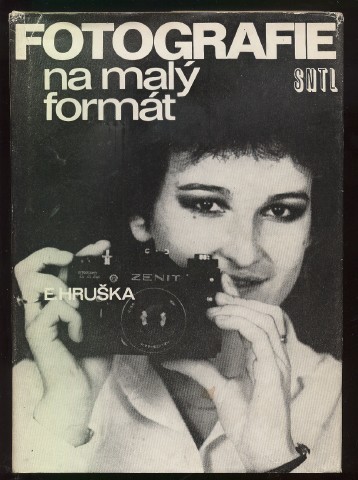 FOTOGRAFIE
na malý
formát
SNTL
ZENIT
E. HRUŠKA